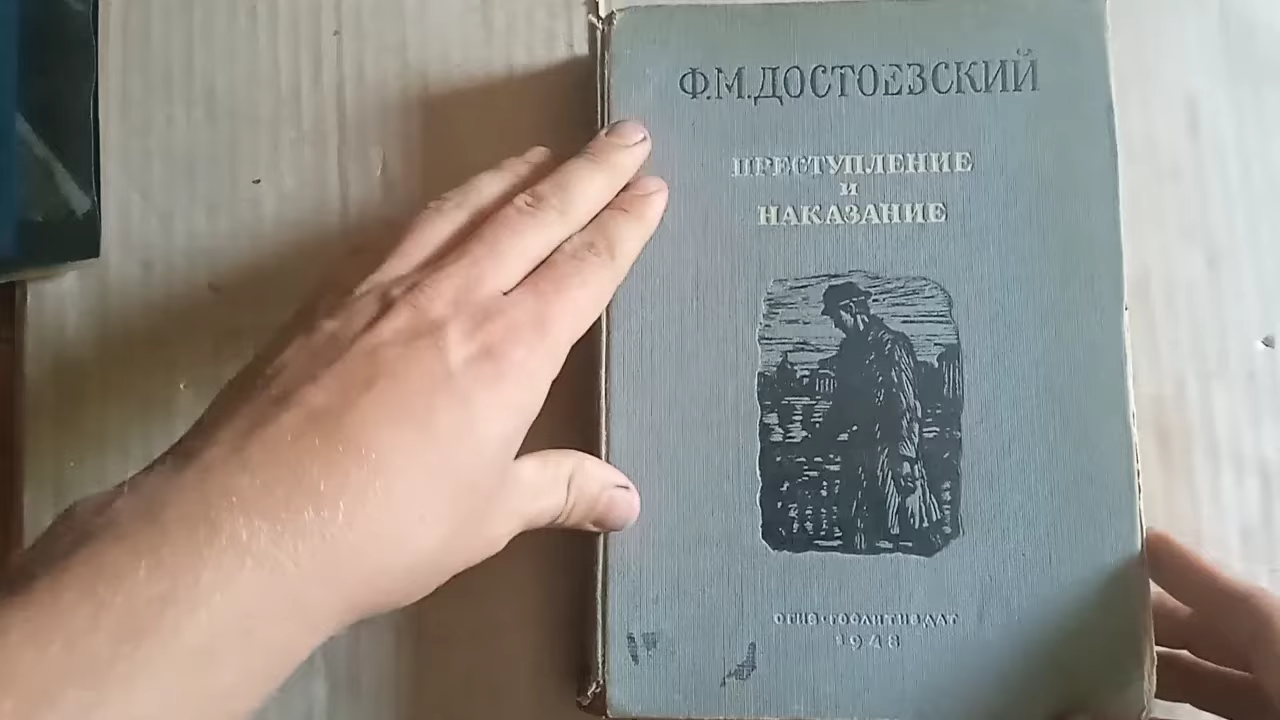 Ф.М.ДОСТОЕВСКИЙ
ПРЕСТУПЛЕНИЕ
И
НАКАЗАНИЕ
ОГИЗ·ГОСЛИТИЗДАТ
1948